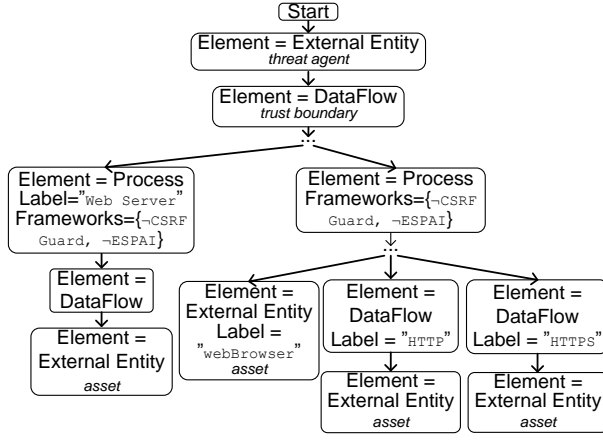 Start
Element = External Entity
threat agent
Element = DataFlow
trust boundary
...
Element = Process
Label="Web Server"
Frameworks={¬CSRF
Guard, ¬ESPAI}
Element = Process
Frameworks={¬CSRF
Guard, ¬ESPAI}
...
Element =
DataFlow
Element =
External Entity
asset
Element =
External Entity
Label =
"webBrowser"
asset
Element =
DataFlow
Label = "HTTP"
Element =
DataFlow
Label = "HTTPS"
Element =
External Entity
asset
Element =
External Entity
asset